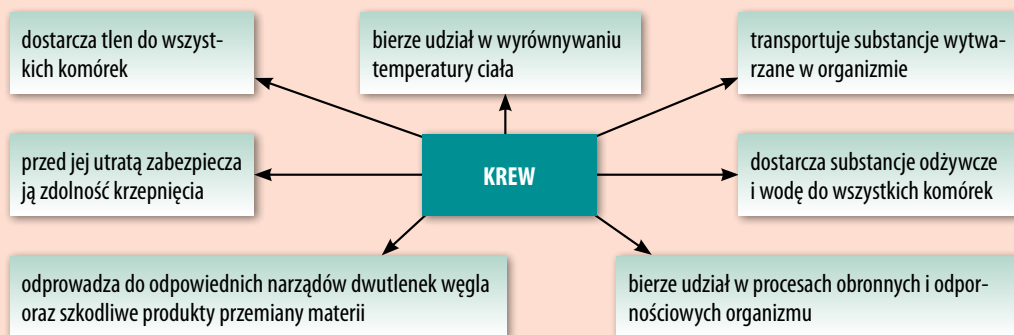 dostarcza tlen do wszyst-
kich komórek
bierze udział w wyrównywaniu
temperatury ciała
transportuje substancje wytwa-
rzane w organizmie
przed jej utratą zabezpiecza
ją zdolność krzepnięcia
KREW
dostarcza substancje odżywcze
i wodę do wszystkich komórek
odprowadza do odpowiednich narządów dwutlenek węgla
oraz szkodliwe produkty przemiany materii
bierze udział w procesach obronnych i odpor-
nościowych organizmu